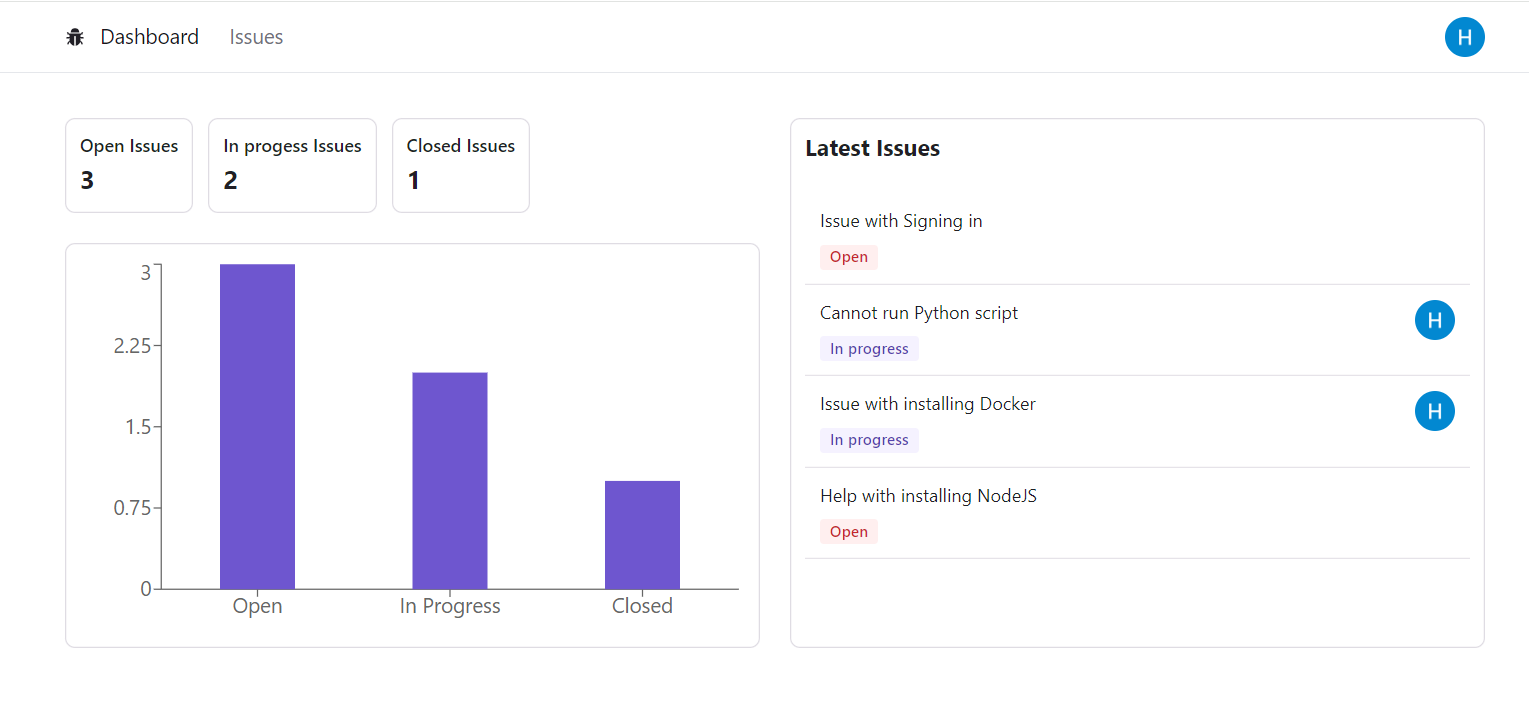 Dashboard Issues H
Open Issues
3
In progess Issues
2
Closed Issues
1
3
2.25
1.5
0.75
0
Open In Progress Closed
Latest Issues
Issue with Signing in
Open
Cannot run Python script
H
In progress
Issue with installing Docker
H
In progress
Help with installing NodeJS
Open